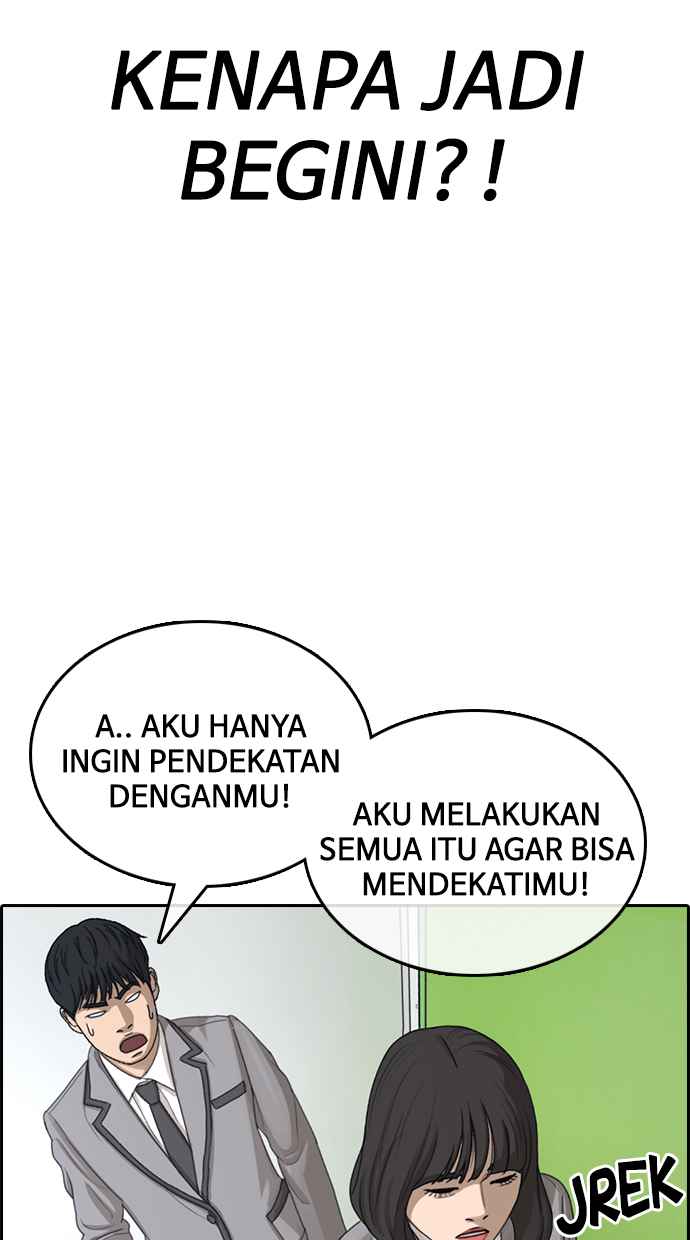 KENAPA JADI
BEGINI?!
A.. AKU HANYA
INGIN PENDEKATAN
DENGANMU!
AKU MELAKUKAN
SEMUA ITU AGAR BISA
MENDEKATIMU!
JREK